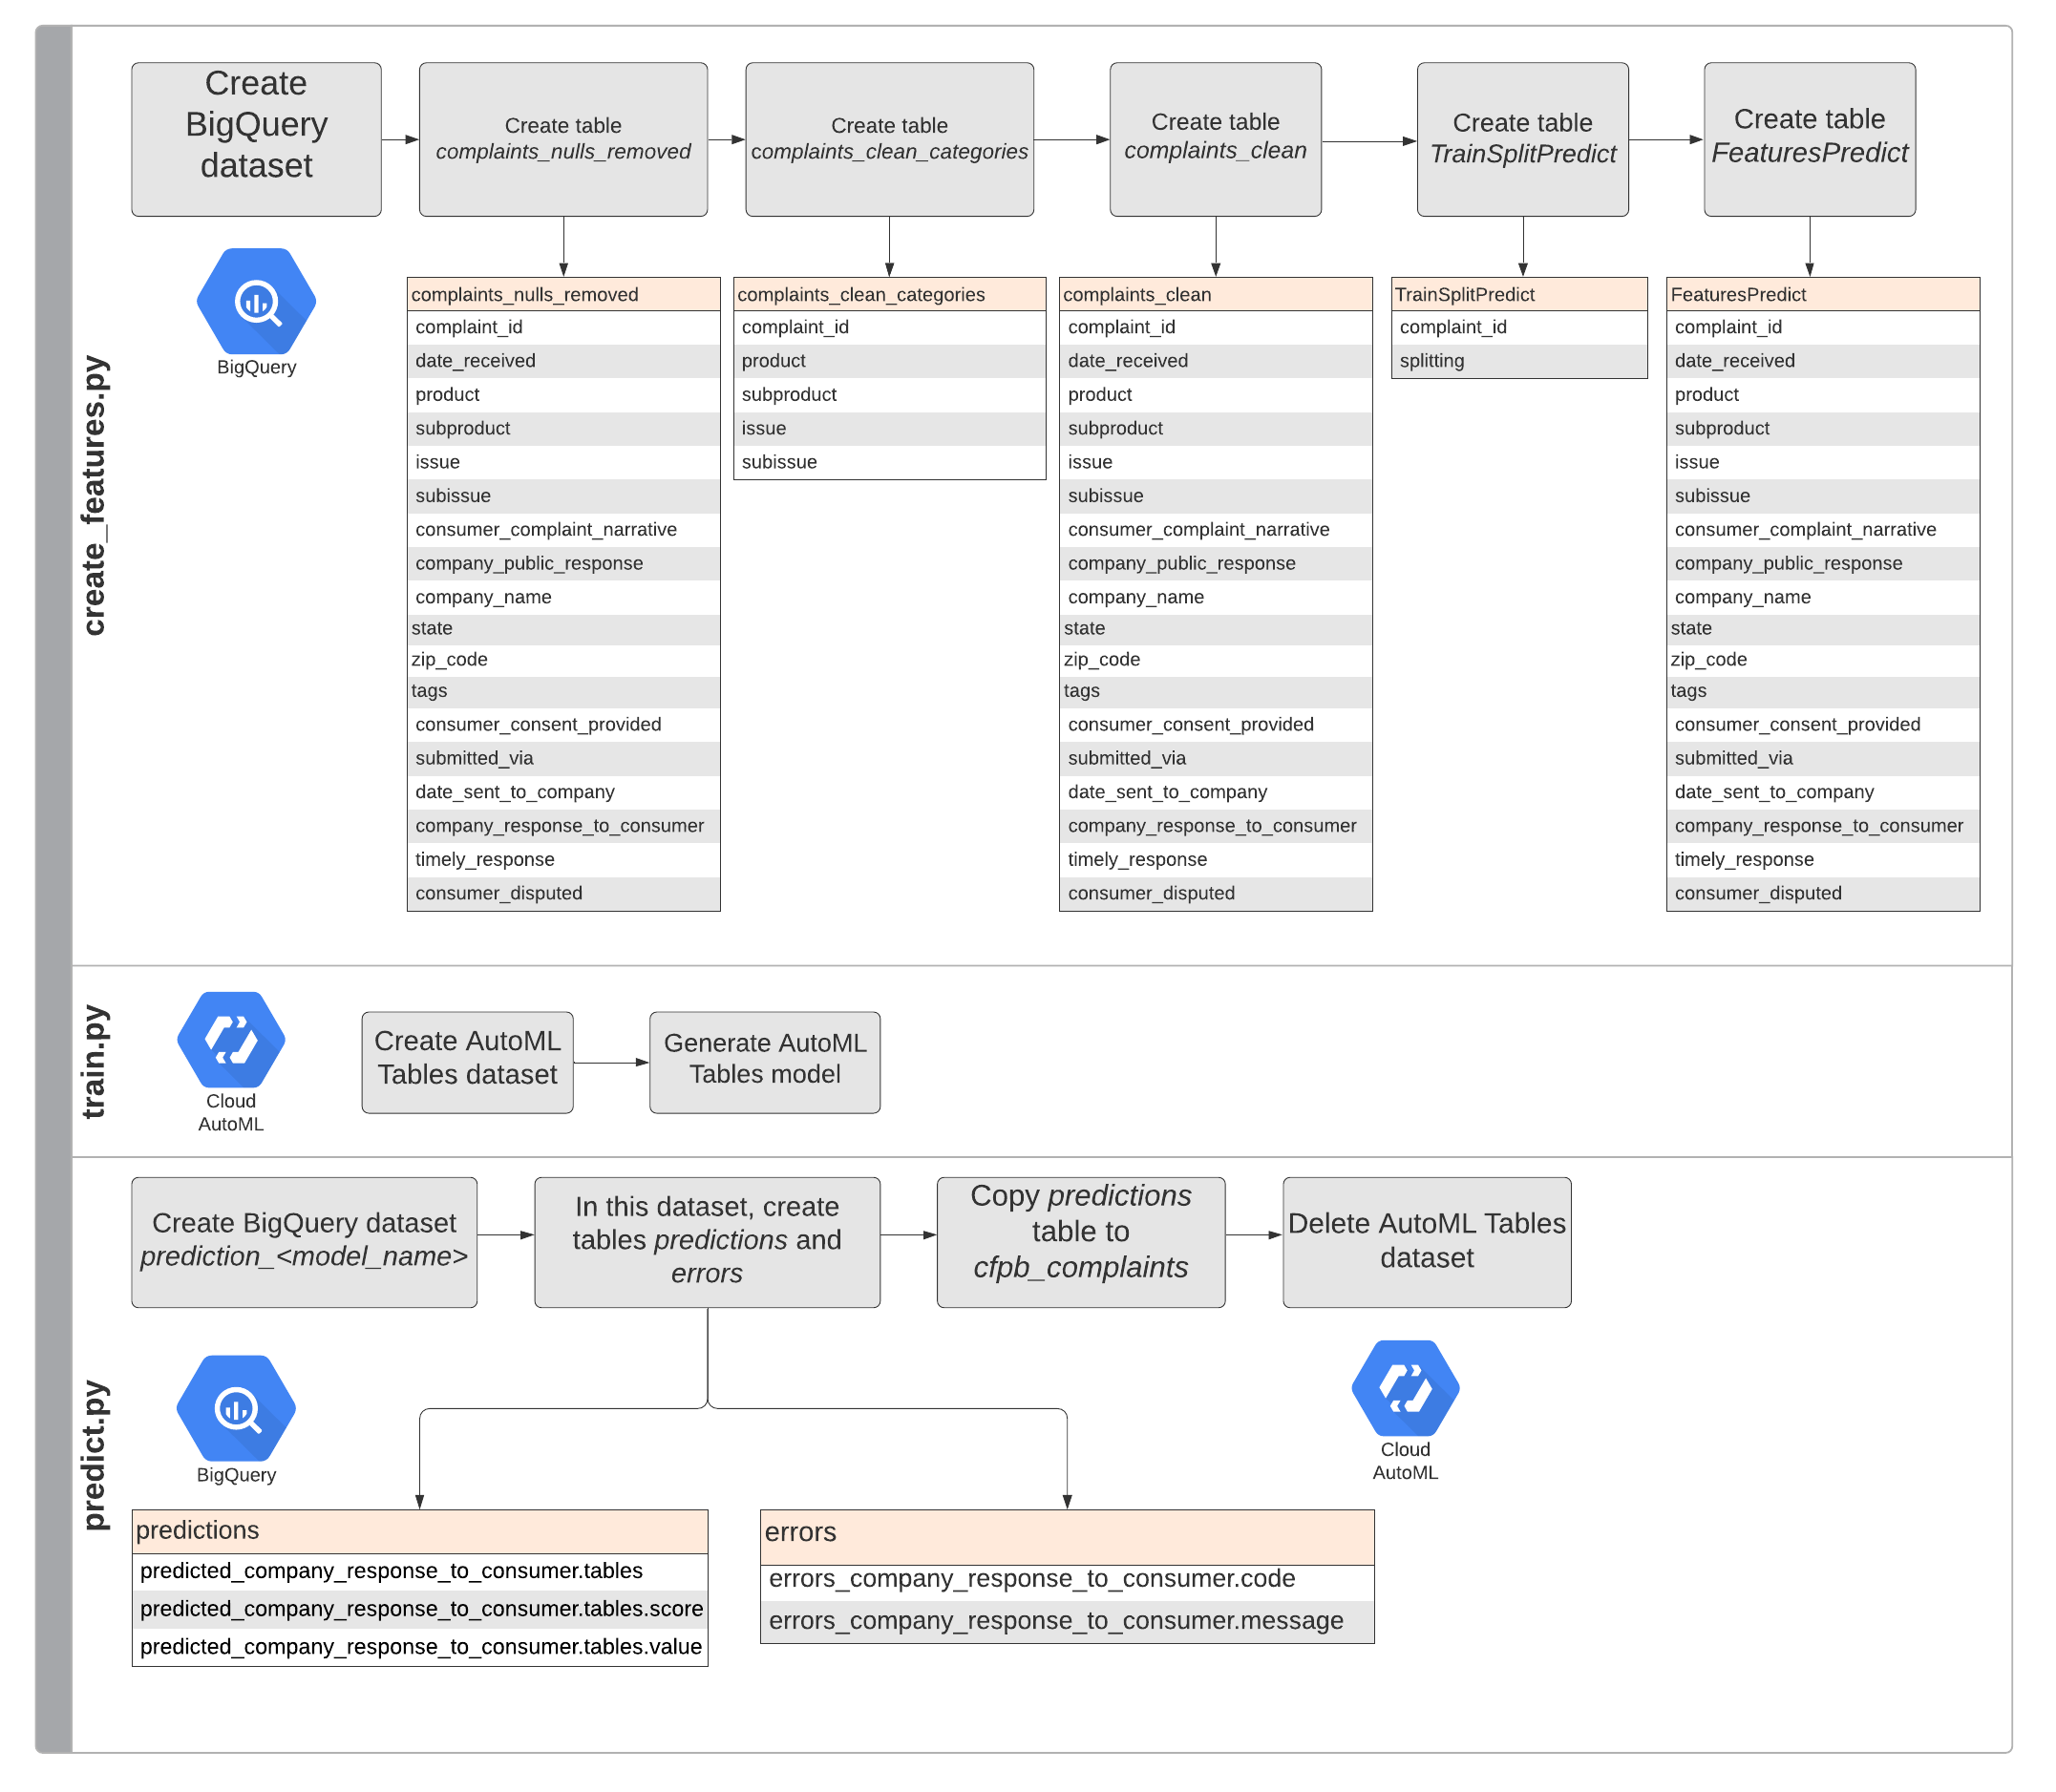 create_features.py
Create
BigQuery
dataset
Create table
complaints_nulls_removed
Create table
complaints_clean_categories
Create table
complaints_clean
Create table
TrainSplitPredict
Create table
FeaturesPredict
BigQuery
complaints_nulls_removed
complaint_id
date_received
product
subproduct
issue
subissue
consumer_complaint_narrative
company_public_response
company_name
state
zip_code
tags
consumer_consent_provided
submitted_via
date_sent_to_company
company_response_to_consumer
timely_response
consumer_disputed
complaints_clean_categories
complaint_id
product
subproduct
issue
subissue
complaints_clean
complaint_id
date_received
product
subproduct
issue
subissue
consumer_complaint_narrative
company_public_response
company_name
state
zip_code
tags
consumer_consent_provided
submitted_via
date_sent_to_company
company_response_to_consumer
timely_response
consumer_disputed
TrainSplitPredict
complaint_id
splitting
FeaturesPredict
complaint_id
date_received
product
subproduct
issue
subissue
consumer_complaint_narrative
company_public_response
company_name
state
zip_code
tags
consumer_consent_provided
submitted_via
date_sent_to_company
company_response_to_consumer
timely_response
consumer_disputed
train.py
Cloud
AutoML
Create AutoML
Tables dataset
Generate AutoML
Tables model
predict.py
Create BigQuery dataset
prediction_<model_name>
In this dataset, create
tables predictions and
errors
Copy predictions
table to
cfpb_complaints
Delete AutoML Tables
dataset
BigQuery
Cloud
AutoML
predictions
predicted_company_response_to_consumer.tables
predicted_company_response_to_consumer.tables.score
predicted_company_response_to_consumer.tables.value
errors
errors_company_response_to_consumer.code
errors_company_response_to_consumer.message